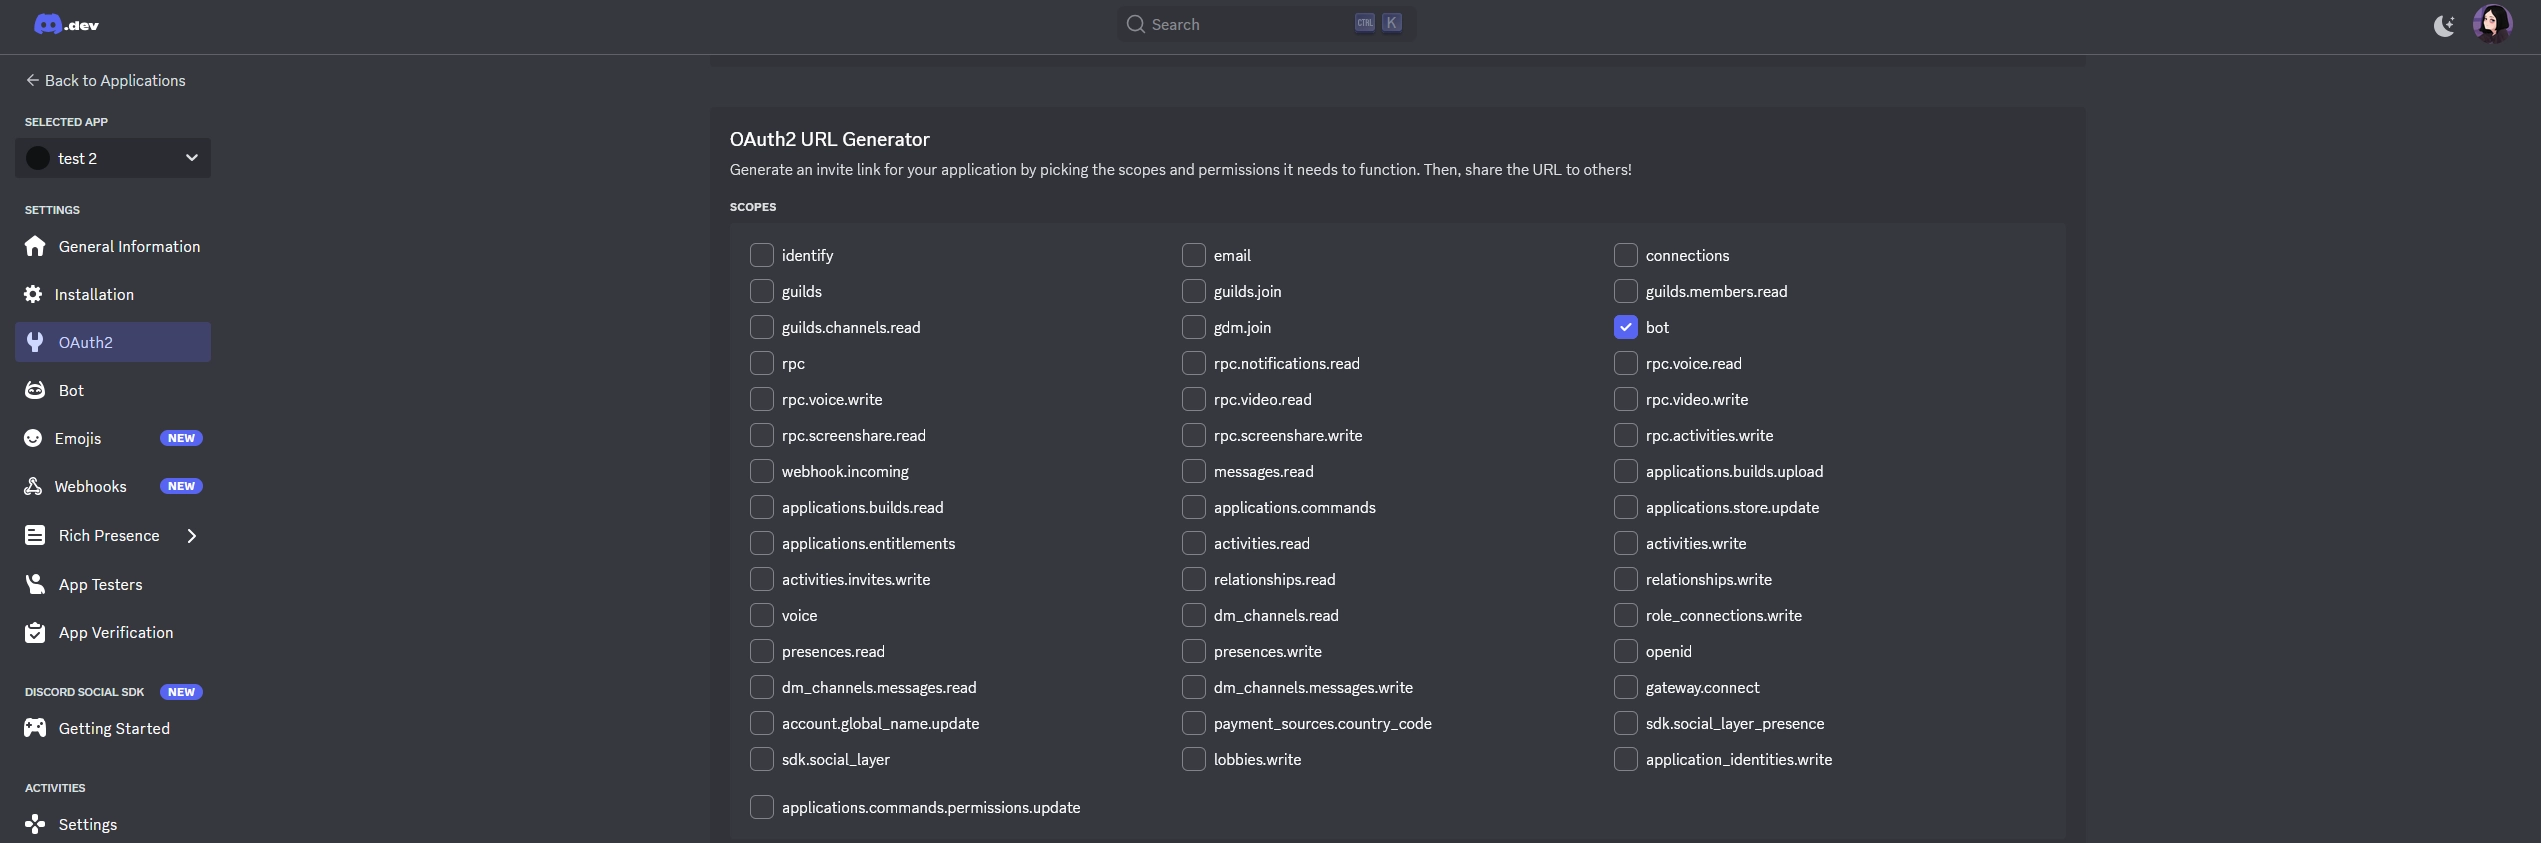 .dev
Search
CTRL K
Back to Applications
SELECTED APP
test 2
SETTINGS
General Information
Installation
OAuth2
Bot
Emojis NEW
Webhooks NEW
Rich Presence
App Testers
App Verification
DISCORD SOCIAL SDK NEW
Getting Started
ACTIVITIES
Settings
OAuth2 URL Generator
Generate an invite link for your application by picking the scopes and permissions it needs to function. Then, share the URL to others!
SCOPES
identify email connections
guilds guilds.join guilds.members.read
guilds.channels.read gdm.join bot
rpc rpc.notifications.read rpc.voice.read
rpc.voice.write rpc.video.read rpc.video.write
rpc.screenshare.read rpc.screenshare.write rpc.activities.write
webhook.incoming messages.read applications.builds.upload
applications.builds.read applications.commands applications.store.update
applications.entitlements activities.read activities.write
activities.invites.write relationships.read relationships.write
voice dm_channels.read role_connections.write
presences.read presences.write openid
dm_channels.messages.read dm_channels.messages.write gateway.connect
account.global_name.update payment_sources.country_code sdk.social_layer_presence
sdk.social_layer lobbies.write application_identities.write
applications.commands.permissions.update